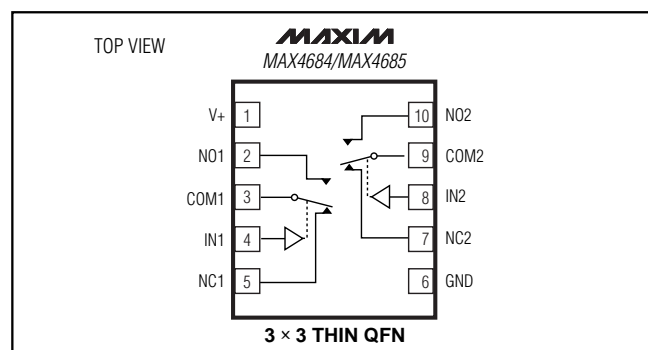 TOP VIEW
MAXIM
MAX4684/MAX4685
V+ 1
NO1 2
COM1 3
IN1 4
NC1 5
10 NO2
9 COM2
8 IN2
7 NC2
6 GND
3 × 3 THIN QFN